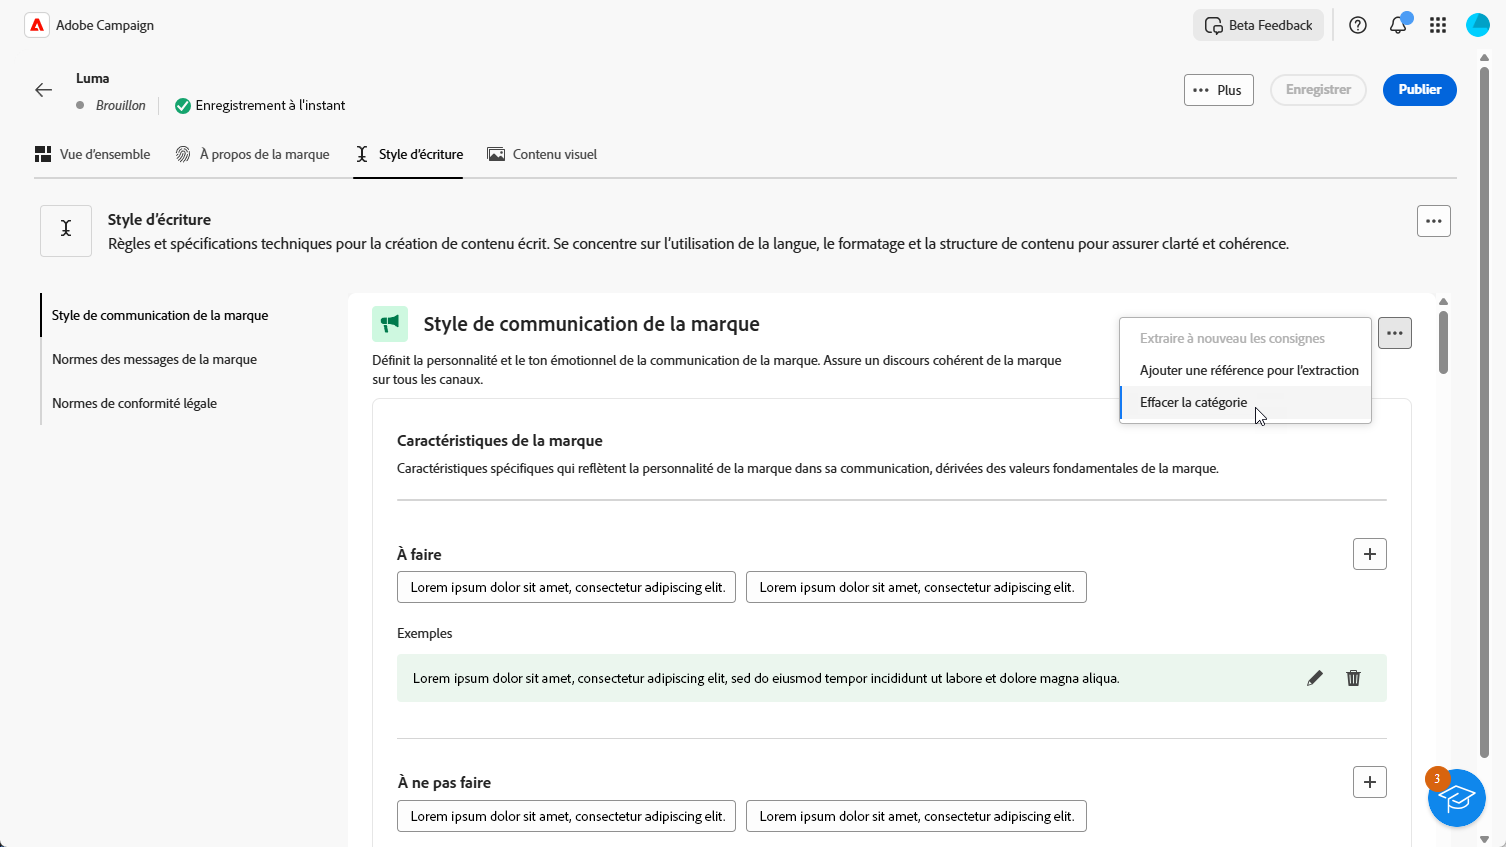 Adobe Campaign
Beta Feedback
Luma
Brouillon
Enregistrement à l'instant
Plus
Enregistrer
Publier
Vue d'ensemble
À propos de la marque
Style d'écriture
Contenu visuel
Style d'écriture
Règles et spécifications techniques pour la création de contenu écrit. Se concentre sur l'utilisation de la langue, le formatage et la structure de contenu pour assurer clarté et cohérence.
Style de communication de la marque
Normes des messages de la marque
Normes de conformité légale
Style de communication de la marque
Définit la personnalité et le ton émotionnel de la communication de la marque. Assure un discours cohérent de la marque
sur tous les canaux.
Extraire à nouveau les consignes
Ajouter une référence pour l'extraction
Effacer la catégorie
Caractéristiques de la marque
Caractéristiques spécifiques qui reflètent la personnalité de la marque dans sa communication, dérivées des valeurs fondamentales de la marque.
À faire
Lorem ipsum dolor sit amet, consectetur adipiscing elit.
Lorem ipsum dolor sit amet, consectetur adipiscing elit.
Exemples
Lorem ipsum dolor sit amet, consectetur adipiscing elit, sed do eiusmod tempor incididunt ut labore et dolore magna aliqua.
À ne pas faire
Lorem ipsum dolor sit amet, consectetur adipiscing elit.
Lorem ipsum dolor sit amet, consectetur adipiscing elit.
3